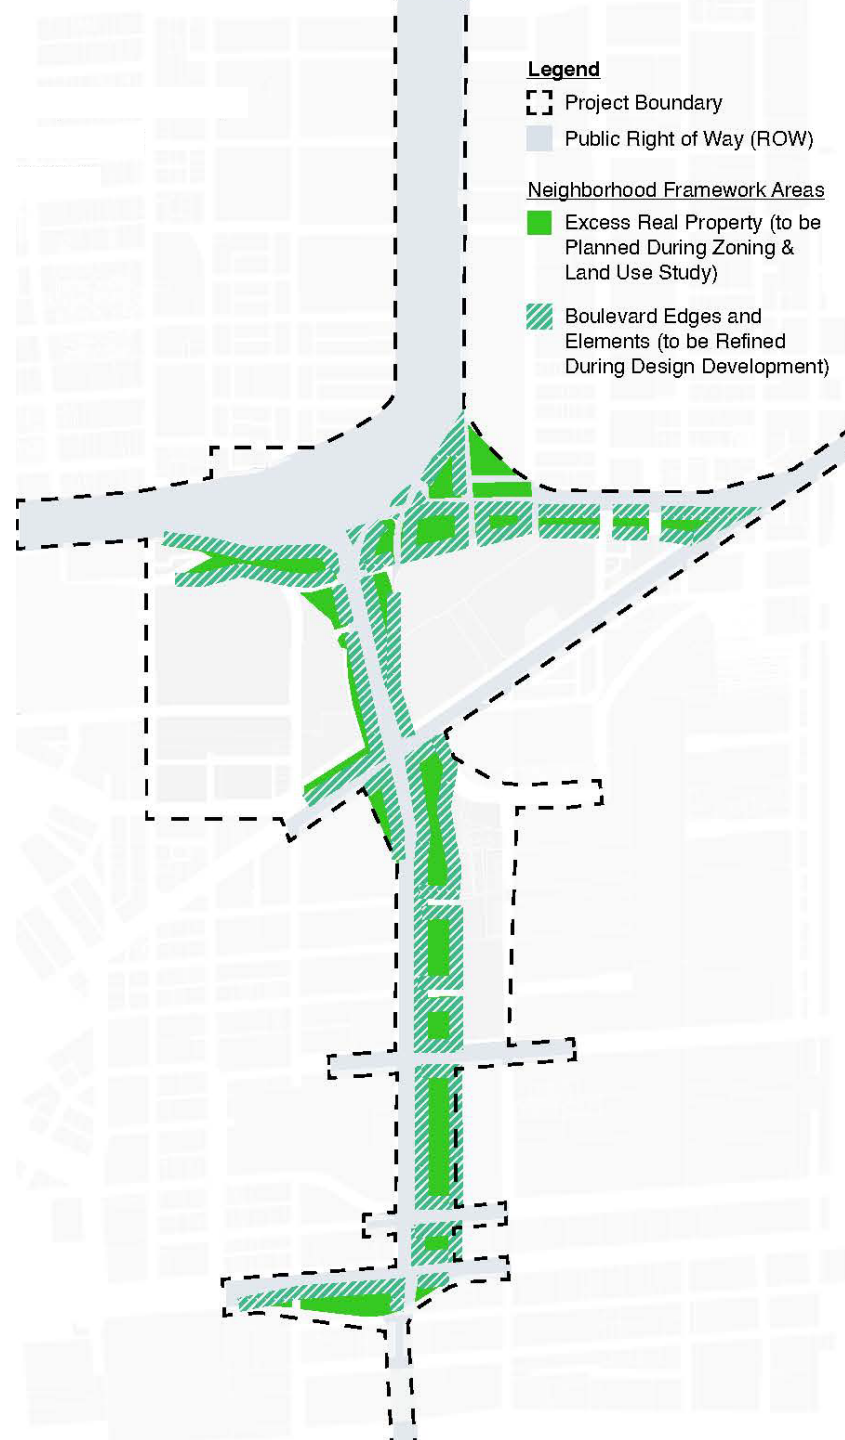 Legend
Project Boundary
Public Right of Way (ROW)
Neighborhood Framework Areas
Excess Real Property (to be
Planned During Zoning &
Land Use Study)
Boulevard Edges and
Elements (to be Refined
During Design Development)